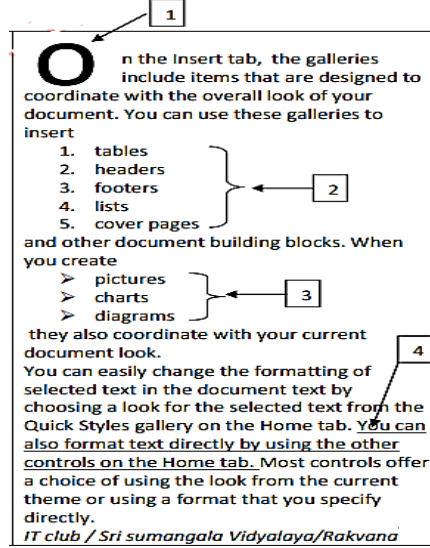 1
On the Insert tab, the galleries
include items that are designed to
coordinate with the overall look of your
document. You can use these galleries to
insert
1. tables
2. headers
3. footers
4. lists
5. cover pages
2
and other document building blocks. When
you create
➢ pictures
➢ charts
➢ diagrams
3
they also coordinate with your current
document look.
4
You can easily change the formatting of
selected text in the document text by
choosing a look for the selected text from the
Quick Styles gallery on the Home tab. You can
also format text directly by using the other
controls on the Home tab. Most controls offer
a choice of using the look from the current
theme or using a format that you specify
directly.
IT club / Sri sumangala Vidyalaya/Rakvana